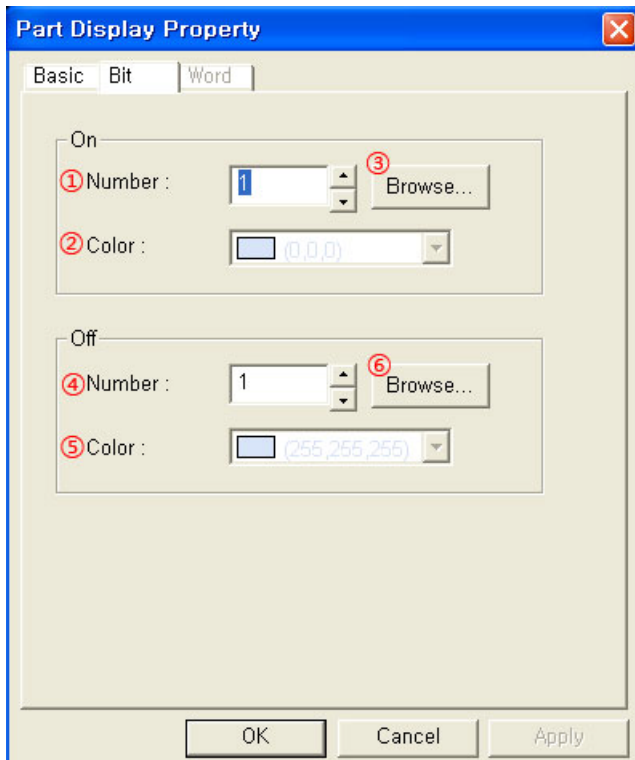 Part Display Property
Basic Bit Word
On
①Number : 1 ③ Browse...
②Color : (0,0,0)
Off
④Number : 1 ⑥ Browse...
⑤Color : (255,255,255)
OK Cancel Apply